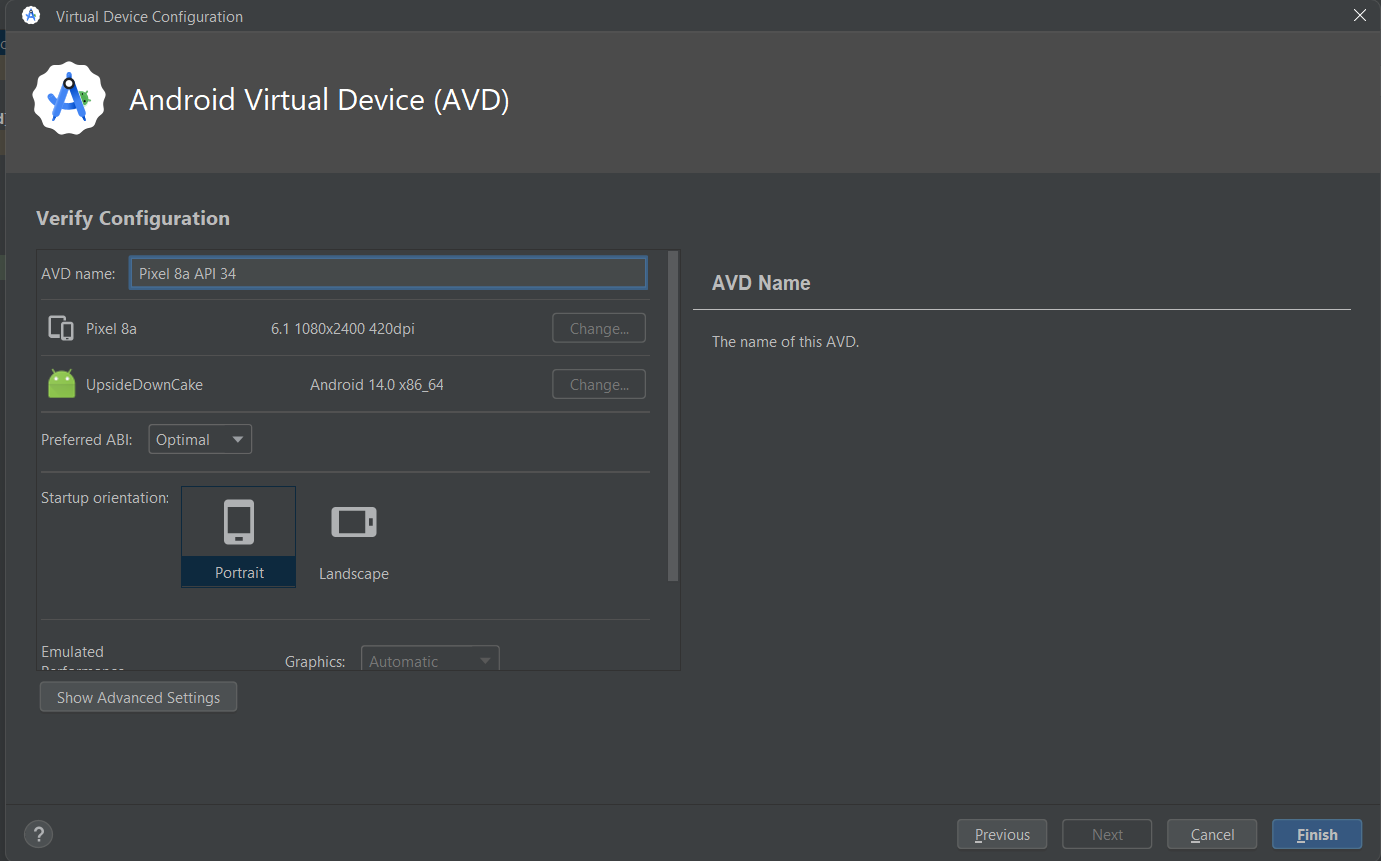 Virtual Device Configuration
Android Virtual Device (AVD)
Verify Configuration
AVD name: Pixel 8a API 34
Pixel 8a 6.1 1080x2400 420dpi Change...
UpsideDownCake Android 14.0 x86_64 Change...
Preferred ABI: Optimal
Startup orientation:
Portrait Landscape
Emulated
Performance Graphics: Automatic
Show Advanced Settings
AVD Name
The name of this AVD.
? Previous Next Cancel Finish